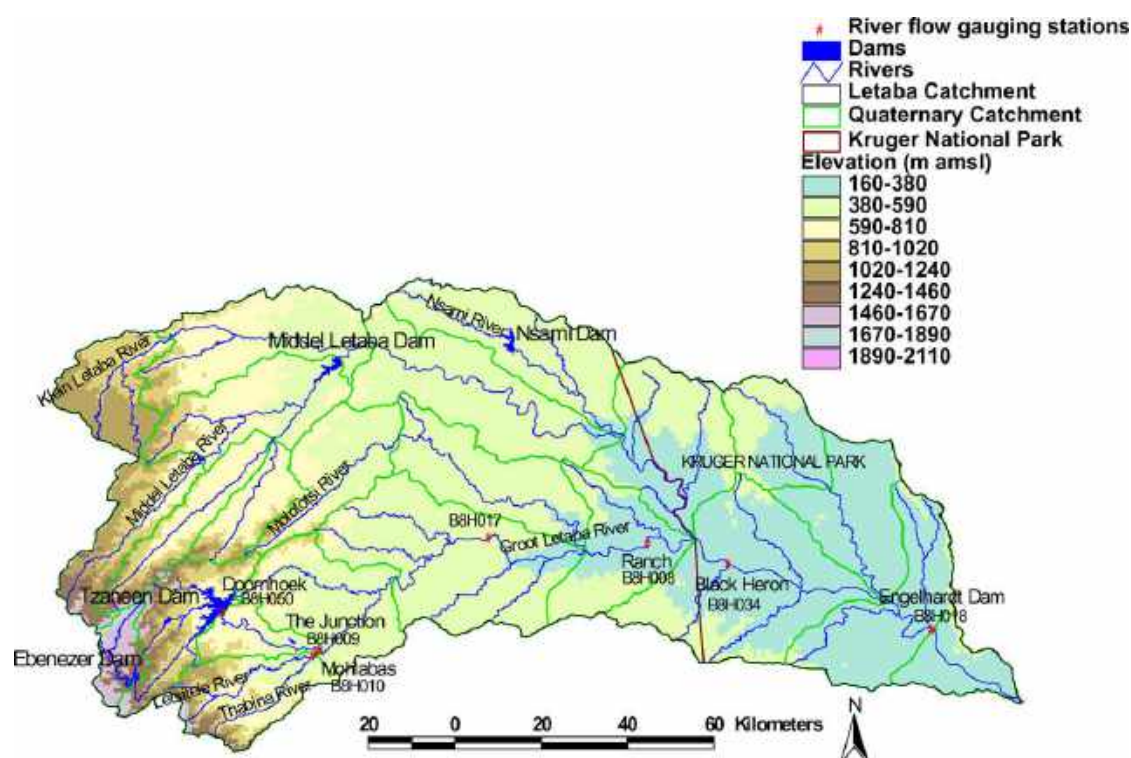 River flow gauging stations
Dams
Rivers
Letaba Catchment
Quaternary Catchment
Kruger National Park
Elevation (m amsl)
160-380
380-590
590-810
810-1020
1020-1240
1240-1460
1460-1670
1670-1890
1890-2110
Nsami River
Nsami Dam
Middel Letaba Dam
Klein Letaba River
Middel Letaba River
Molototsi River
KRUGER NATIONAL PARK
B8H017
Groot Letaba River
Ranch
B8H008
Black Heron
B8H034
Engelhardt Dam
B8H018
Tzaneen Dam
Doornhoek
B8H050
The Junction
B8H009
Ebenezer Dam
Mohlabas
B8H010
Letsitele River
Thabina River
20 0 20 40 60 Kilometers
N